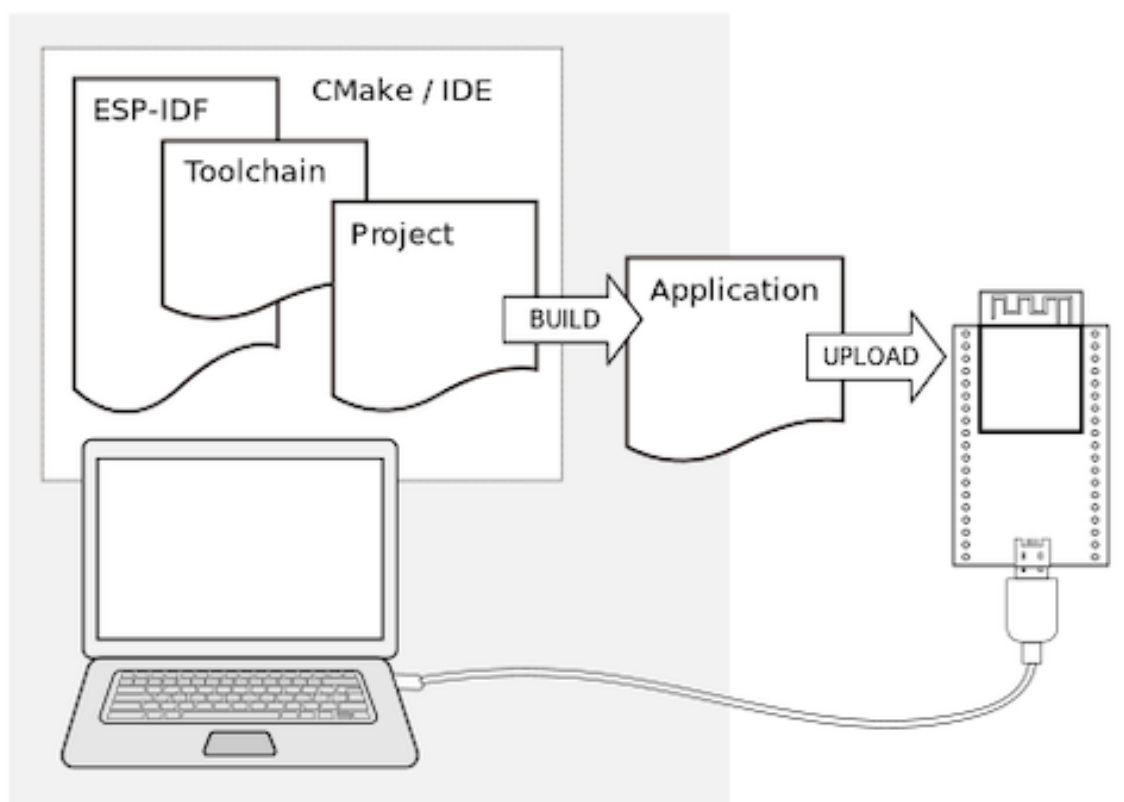 CMake / IDE
ESP-IDF
Toolchain
Project
BUILD
Application
UPLOAD